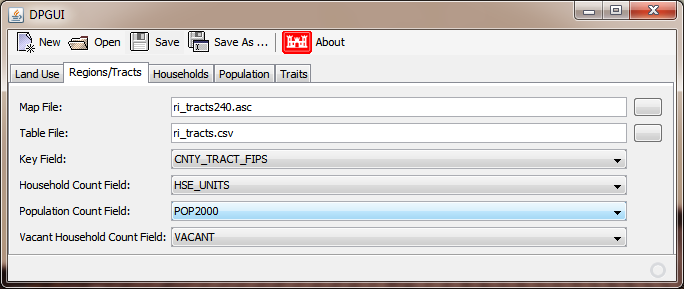 DPGUI
New Open Save Save As ... About
Land Use Regions/Tracts Households Population Traits
Map File: ri_tracts240.asc
Table File: ri_tracts.csv
Key Field: CNTY_TRACT_FIPS
Household Count Field: HSE_UNITS
Population Count Field: POP2000
Vacant Household Count Field: VACANT